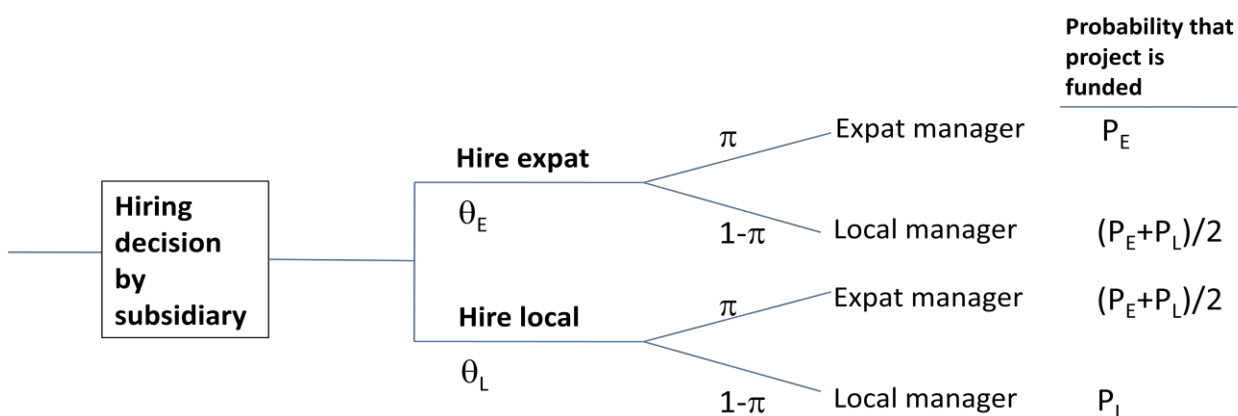 Probability that
project is
funded
π
Expat manager
P_E
Hire expat
Hiring
decision
by
subsidiary
θ_E
1-π
Local manager
(P_E+P_L)/2
Hire local
π
Expat manager
(P_E+P_L)/2
θ_L
1-π
Local manager
P_L